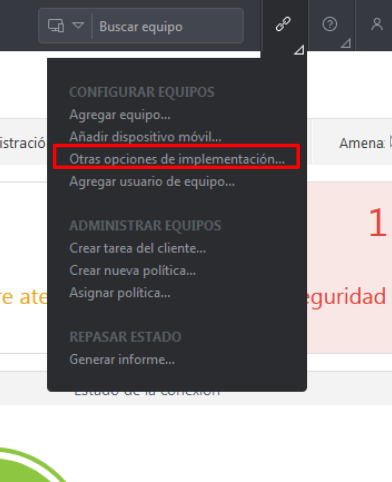 Buscar equipo
CONFIGURAR EQUIPOS
Agregar equipo...
Añadir dispositivo móvil...
istració
Amena
Otras opciones de implementación...
Agregar usuario de equipo...
ADMINISTRAR EQUIPOS
1
Crear tarea del cliente...
Crear nueva política...
Asignar política...
re ate
eguridad
REPASAR ESTADO
Generar informe...
Estado de la conexión